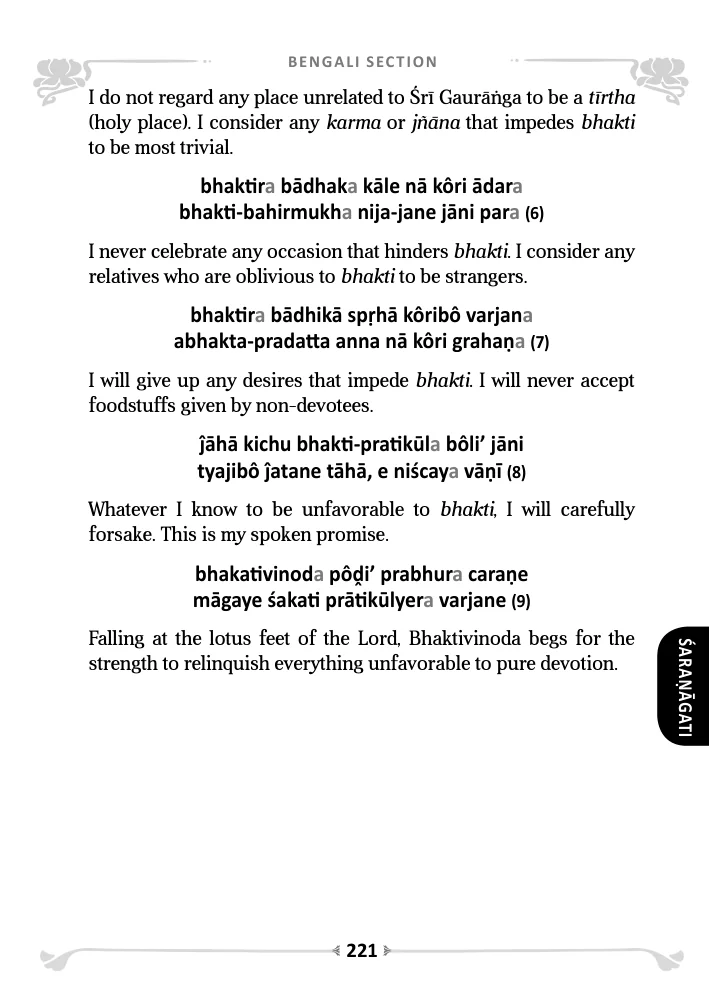 BENGALI SECTION
I do not regard any place unrelated to Śrī Gaurāṅga to be a tīrtha
(holy place). I consider any karma or jñāna that impedes bhakti
to be most trivial.
bhaktira bādhaka kāle nā kôri ādara
bhakti-bahirmukha nija-jane jāni para (6)
I never celebrate any occasion that hinders bhakti. I consider any
relatives who are oblivious to bhakti to be strangers.
bhaktira bādhikā spṛhā kôribô varjana
abhakta-pradatta anna nā kôri grahaṇa (7)
I will give up any desires that impede bhakti. I will never accept
foodstuffs given by non-devotees.
ĵāhā kichu bhakti-pratikūla bôli’ jāni
tyajibô ĵatane tāhā, e niścaya vāṇī (8)
Whatever I know to be unfavorable to bhakti, I will carefully
forsake. This is my spoken promise.
bhakativinoda pôḓi’ prabhura caraṇe
māgaye śakati prātikūlyera varjane (9)
Falling at the lotus feet of the Lord, Bhaktivinoda begs for the
strength to relinquish everything unfavorable to pure devotion.
ŚARAṆĀGATI
221